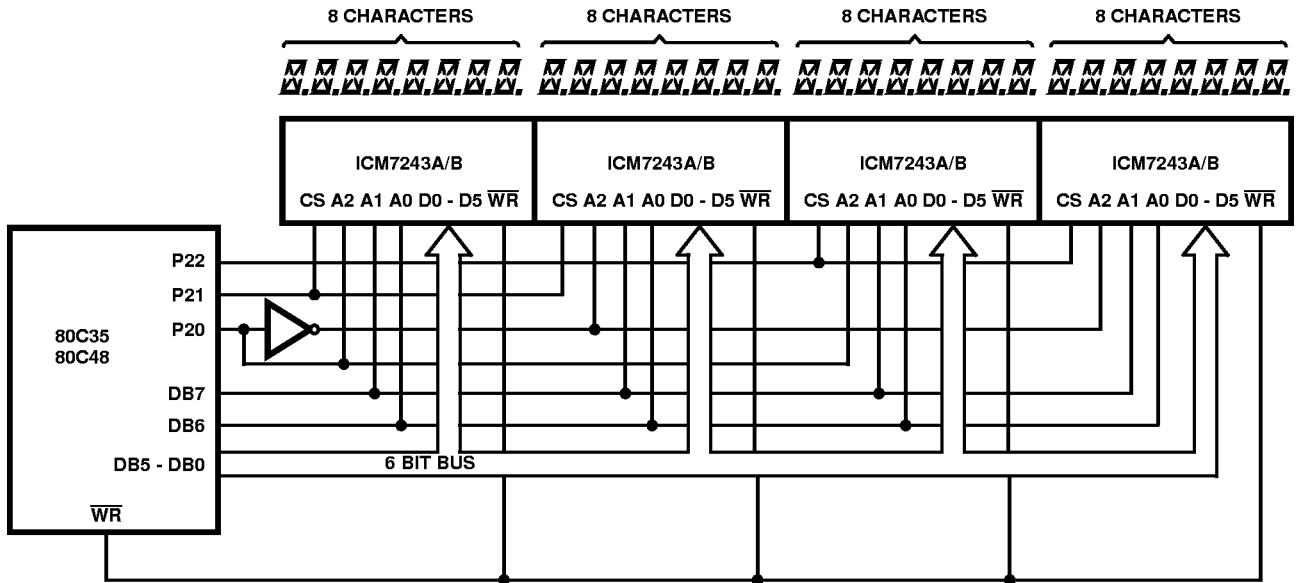 8 CHARACTERS 8 CHARACTERS 8 CHARACTERS 8 CHARACTERS
ICM7243A/B ICM7243A/B ICM7243A/B ICM7243A/B
CS A2 A1 A0 D0 - D5 WR CS A2 A1 A0 D0 - D5 WR CS A2 A1 A0 D0 - D5 WR CS A2 A1 A0 D0 - D5 WR
P22
P21
P20
80C35
80C48
DB7
DB6
DB5 - DB0
6 BIT BUS
WR